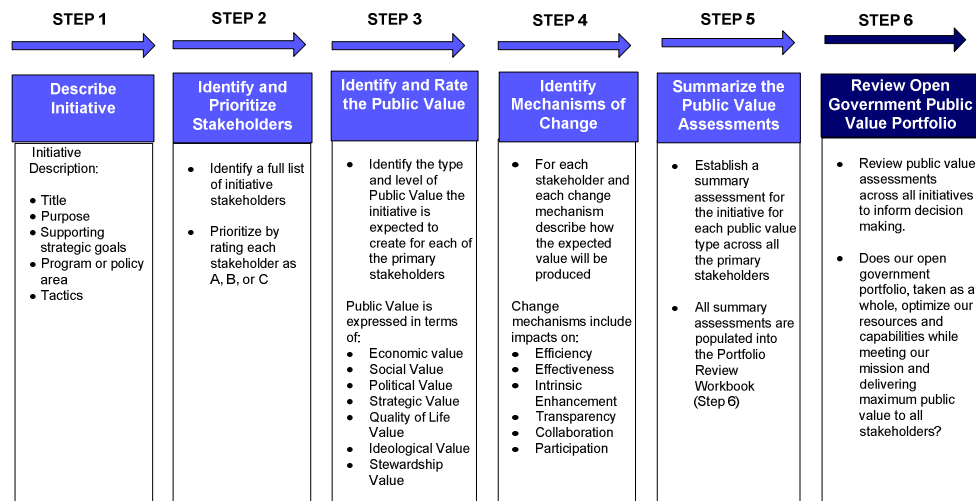 STEP 1
Describe
Initiative
Initiative
Description:
● Title
● Purpose
● Supporting
strategic goals
● Program or policy
area
● Tactics
STEP 2
Identify and
Prioritize
Stakeholders
● Identify a full list
of initiative
stakeholders
● Prioritize by
rating each
stakeholder as
A, B, or C
STEP 3
Identify and Rate
the Public Value
● Identify the type
and level of
Public Value the
initiative is
expected to
create for each of
the primary
stakeholders
Public Value is
expressed in terms
of:
● Economic value
● Social Value
● Political Value
● Strategic Value
● Quality of Life
Value
● Ideological Value
● Stewardship
Value
STEP 4
Identify
Mechanisms of
Change
● For each
stakeholder and
each change
mechanism
describe how
the expected
value will be
produced
Change
mechanisms include
impacts on:
● Efficiency
● Effectiveness
● Intrinsic
Enhancement
● Transparency
● Collaboration
● Participation
STEP 5
Summarize the
Public Value
Assessments
● Establish a
summary
assessment for
the initiative for
each public value
type across all
the primary
stakeholders
● All summary
assessments are
populated into
the Portfolio
Review
Workbook
(Step 6)
STEP 6
Review Open
Government Public
Value Portfolio
● Review public value
assessments
across all initiatives
to inform decision
making.
● Does our open
government
portfolio, taken as a
whole, optimize our
resources and
capabilities while
meeting our
mission and
delivering
maximum public
value to all
stakeholders?